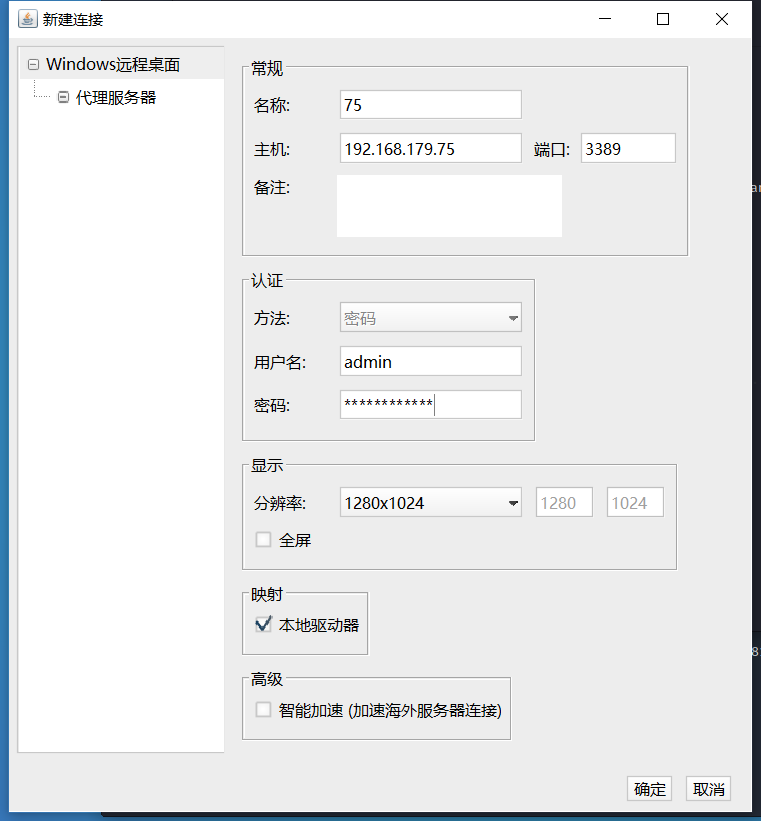 新建连接
Windows远程桌面
代理服务器
常规
名称: 75
主机: 192.168.179.75 端口: 3389
备注:
认证
方法: 密码
用户名: admin
密码: ************
显示
分辨率: 1280x1024 1280 1024
全屏
映射
本地驱动器
高级
智能加速 (加速海外服务器连接)
确定 取消